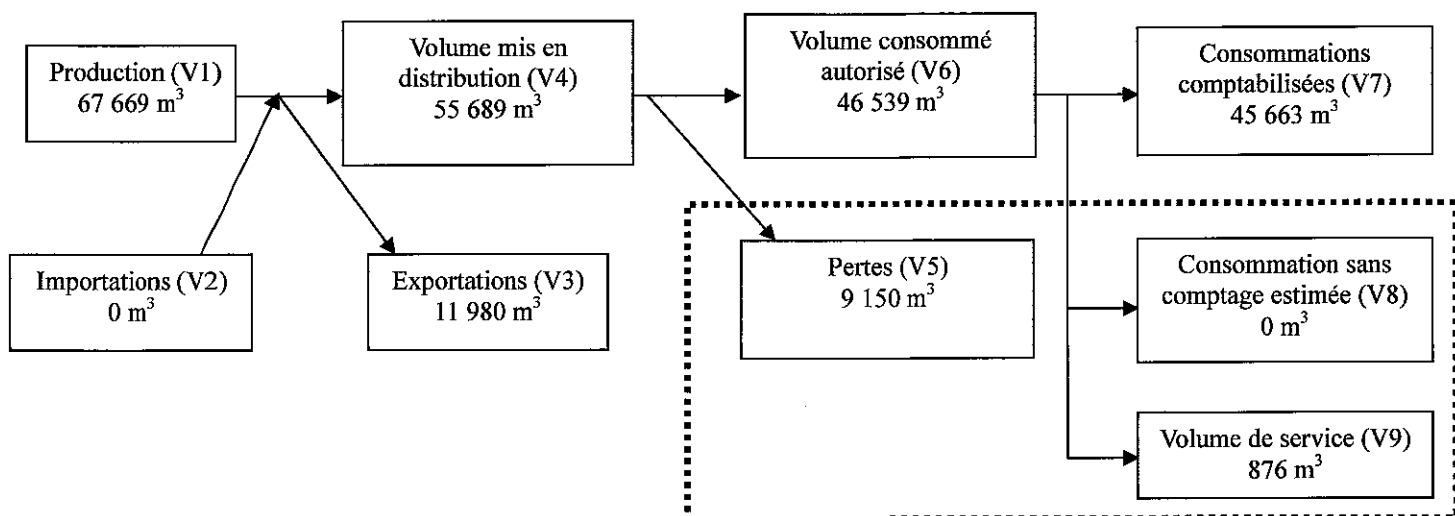 Production (V1)
67 669 m³
Volume mis en
distribution (V4)
55 689 m³
Volume consommé
autorisé (V6)
46 539 m³
Consommations
comptabilisées (V7)
45 663 m³
Importations (V2)
0 m³
Exportations (V3)
11 980 m³
Pertes (V5)
9 150 m³
Consommation sans
comptage estimée (V8)
0 m³
Volume de service (V9)
876 m³